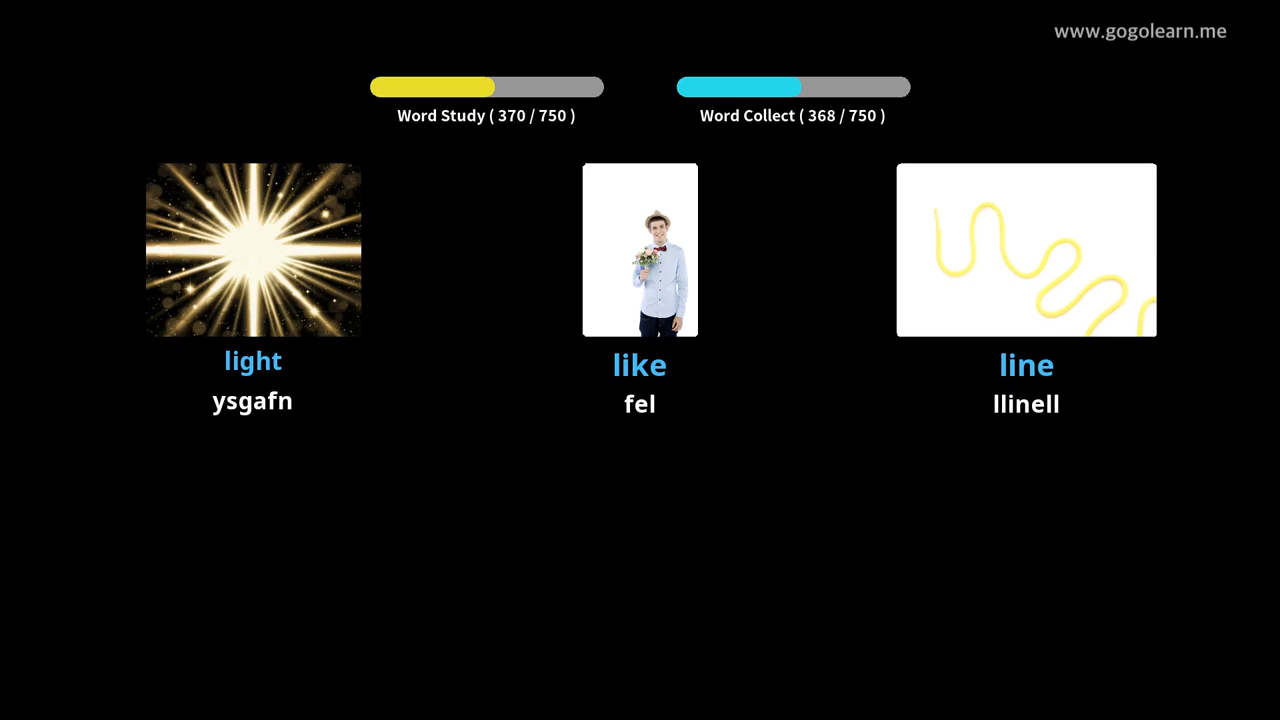 www.gogolearn.me
Word Study ( 370 / 750 )
Word Collect ( 368 / 750 )
light
ysgafn
like
fel
line
llinell